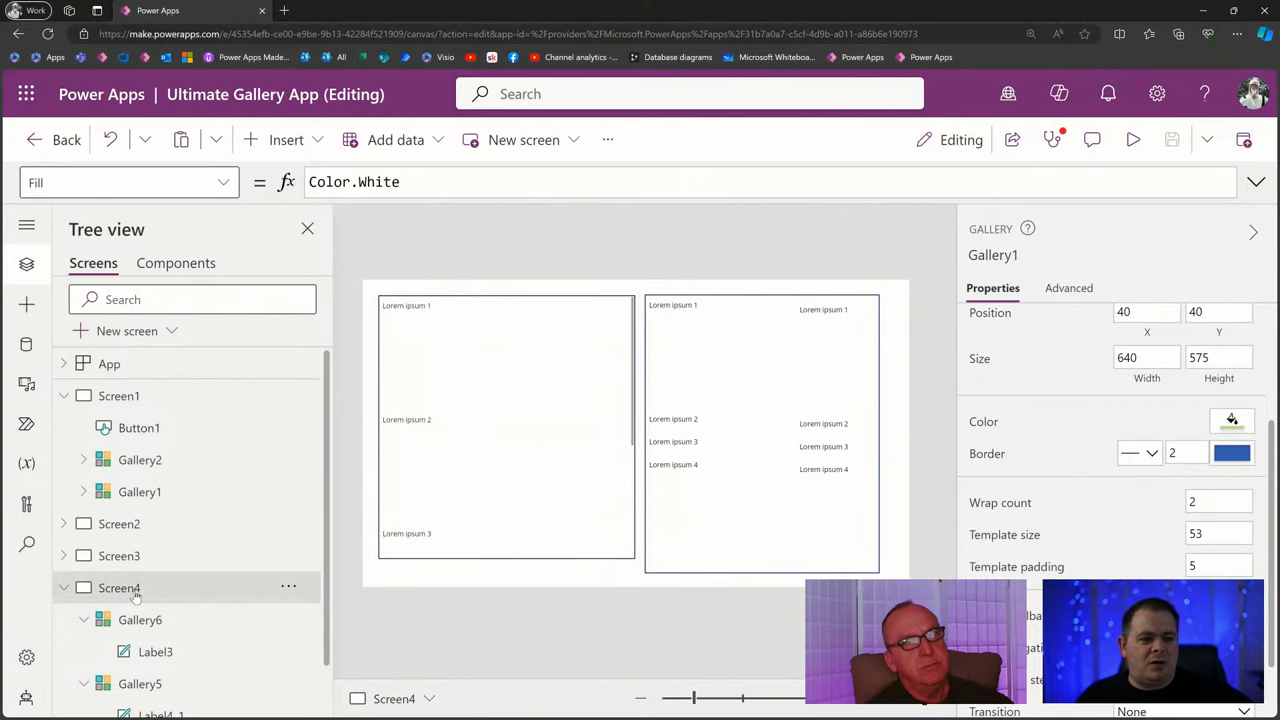 Work
Power Apps
https://make.powerapps.com/e/45354efb-ce00-e9de-9b13-42284f521909/canvas/?action=edit&app-id=%2Fproviders%2FMicrosoft.PowerApps%2Fapps%2F31b7a0a7-c5cf-4d9b-a011-05e36b90973
Apps
Visio
Power Apps Made...
All
Channel analytics -...
Database diagrams
Microsoft Whiteboa...
Power Apps
Power Apps
Power Apps | Ultimate Gallery App (Editing)
Search
Back
Insert
Add data
New screen
Editing
Fill
= fx Color.White
Tree view
Screens
Components
Search
New screen
App
Screen1
Button1
Gallery2
Gallery1
Screen2
Screen3
Screen4
Gallery6
Label3
Gallery5
Label4_1
Lorem ipsum 1
Lorem ipsum 2
Lorem ipsum 3
Lorem ipsum 1
Lorem ipsum 1
Lorem ipsum 2
Lorem ipsum 2
Lorem ipsum 3
Lorem ipsum 3
Lorem ipsum 4
Lorem ipsum 4
Screen4
GALLERY
Gallery1
Properties
Advanced
Position
40
40
X
Y
Size
640
575
Width
Height
Color
Border
2
Wrap count
2
Template size
53
Template padding
5
Transition
None